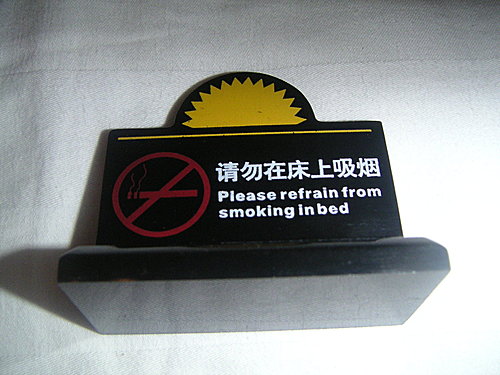 请勿在床上吸烟
Please refrain from
smoking in bed